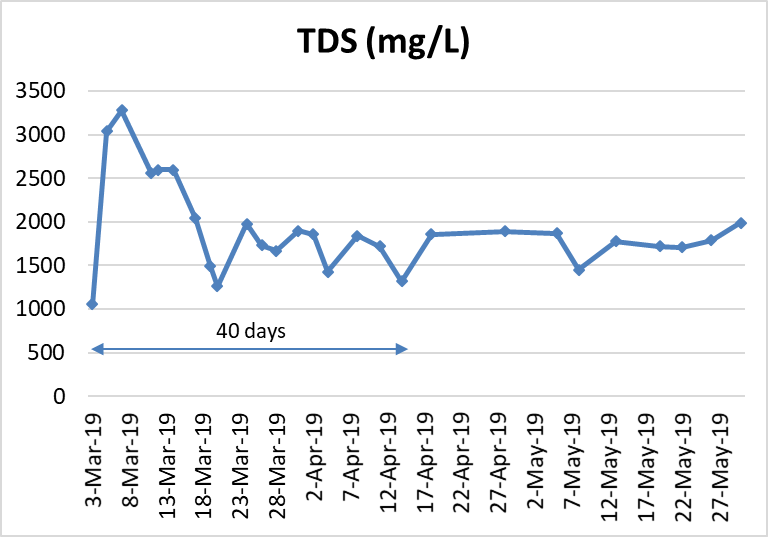 TDS (mg/L)
3500
3000
2500
2000
1500
1000
500
0
40 days
3-Mar-19
8-Mar-19
13-Mar-19
18-Mar-19
23-Mar-19
28-Mar-19
2-Apr-19
7-Apr-19
12-Apr-19
17-Apr-19
22-Apr-19
27-Apr-19
2-May-19
7-May-19
12-May-19
17-May-19
22-May-19
27-May-19